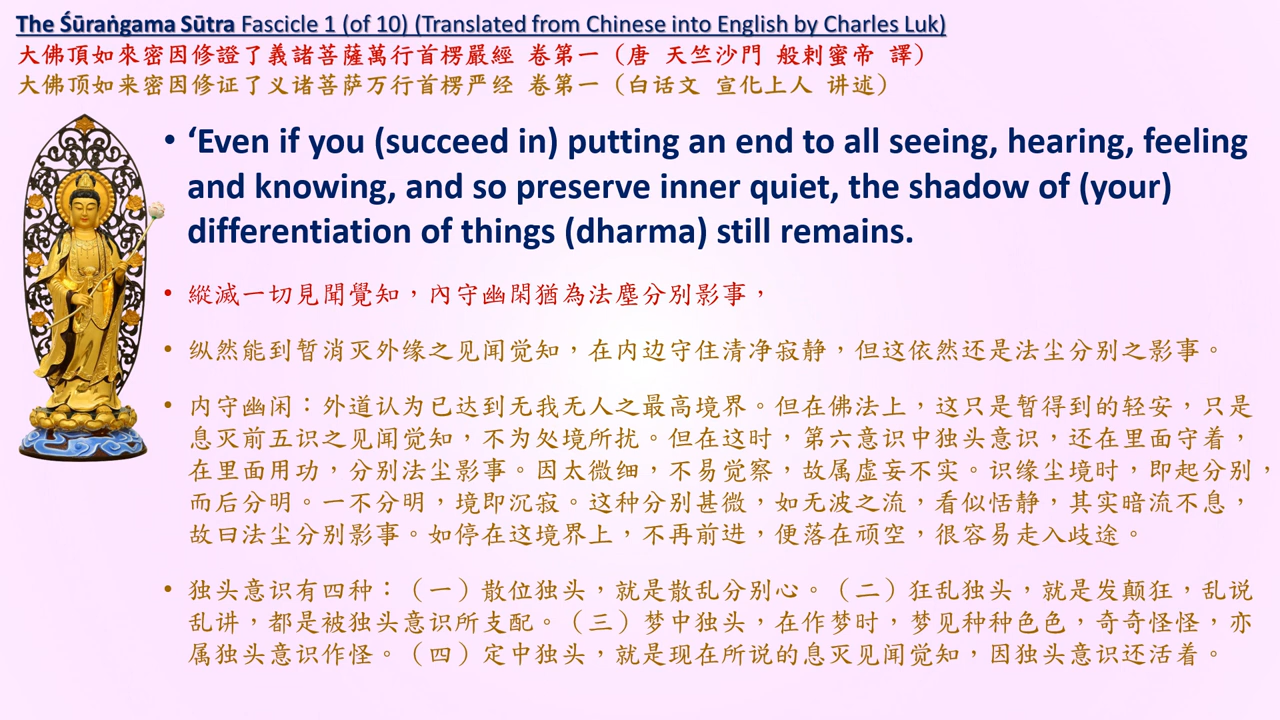 The Śūraṅgama Sūtra Fascicle 1 (of 10) (Translated from Chinese into English by Charles Luk)
大佛頂如來密因修證了義諸菩薩萬行首楞嚴經 卷第一（唐 天竺沙門 般剌蜜帝 譯）
大佛顶如来密因修证了义诸菩萨万行首楞严经 卷第一（白话文 宣化上人 讲述）
• ‘Even if you (succeed in) putting an end to all seeing, hearing, feeling
and knowing, and so preserve inner quiet, the shadow of (your)
differentiation of things (dharma) still remains.
• 縱滅一切見聞覺知，內守幽閑猶為法塵分別影事，
• 纵然能到暂消灭外缘之见闻觉知，在内边守住清净寂静，但这依然还是法尘分别之影事。
• 内守幽闲：外道认为已达到无我无人之最高境界。但在佛法上，这只是暂得到的轻安，只是
息灭前五识之见闻觉知，不为处境所扰。但在这时，第六意识中独头意识，还在里面守着，
在里面用功，分别法尘影事。因太微细，不易觉察，故属虚妄不实。识缘尘境时，即起分别，
而后分明。一不分明，境即沉寂。这种分别甚微，如无波之流，看似恬静，其实暗流不息，
故曰法尘分别影事。如停在这境界上，不再前进，便落在顽空，很容易走入歧途。
• 独头意识有四种：（一）散位独头，就是散乱分别心。（二）狂乱独头，就是发颠狂，乱说
乱讲，都是被独头意识所支配。（三）梦中独头，在作梦时，梦见种种色色，奇奇怪怪，亦
属独头意识作怪。（四）定中独头，就是现在所说的息灭见闻觉知，因独头意识还活着。